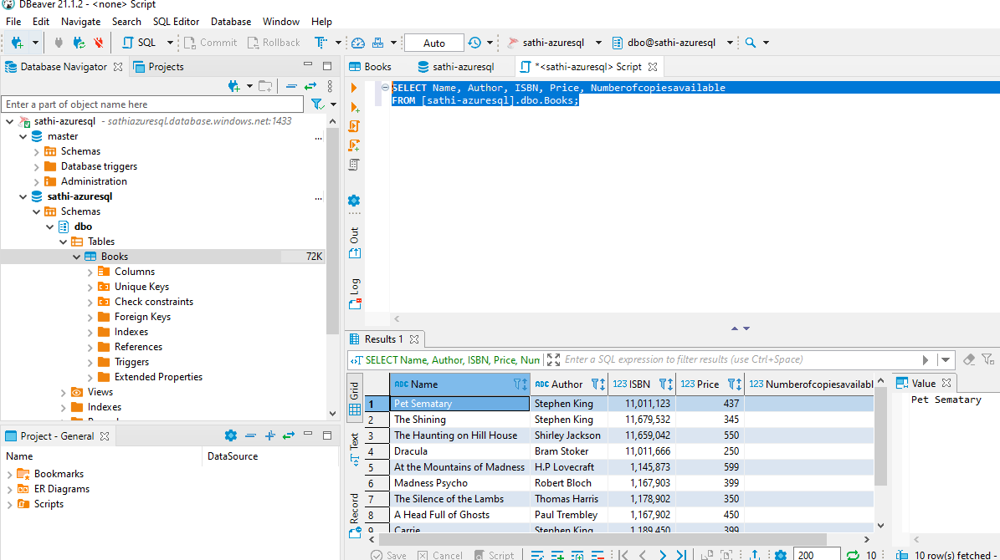 DBeaver 21.1.2 - <none> Script
File Edit Navigate Search SQL Editor Database Window Help
SQL Commit Rollback Auto sathi-azuresql dbo@sathi-azuresql
Database Navigator Projects
Enter a part of object name here
sathi-azuresql - sathiazuresql.database.windows.net:1433
master ...
Schemas
Database triggers
Administration
sathi-azuresql ...
Schemas
dbo
Tables
Books 72K
Columns
Unique Keys
Check constraints
Foreign Keys
Indexes
References
Triggers
Extended Properties
Views
Indexes
Project - General
Name DataSource
Bookmarks
ER Diagrams
Scripts
Books sathi-azuresql *<sathi-azuresql> Script
SELECT Name, Author, ISBN, Price, Numberofcopiesavailable
FROM [sathi-azuresql].dbo.Books;
Out
Log
Results 1
SELECT Name, Author, ISBN, Price, Num Enter a SQL expression to filter results (use Ctrl+Space)
Grid
Text
Record
ABC Name ABC Author 123 ISBN 123 Price 123 Numberofcopiesavailabl
1 Pet Sematary Stephen King 11,011,123 437
2 The Shining Stephen King 11,679,532 345
3 The Haunting on Hill House Shirley Jackson 11,659,042 550
4 Dracula Bram Stoker 11,011,666 250
5 At the Mountains of Madness H.P Lovecraft 1,145,873 599
6 Madness Psycho Robert Bloch 1,167,903 399
7 The Silence of the Lambs Thomas Harris 1,178,902 350
8 A Head Full of Ghosts Paul Trembley 1,167,902 450
9 Carrie Stephen King 1,189,450 399
Value
Pet Sematary
Save Cancel Script 200 10 10 row(s) fetched -